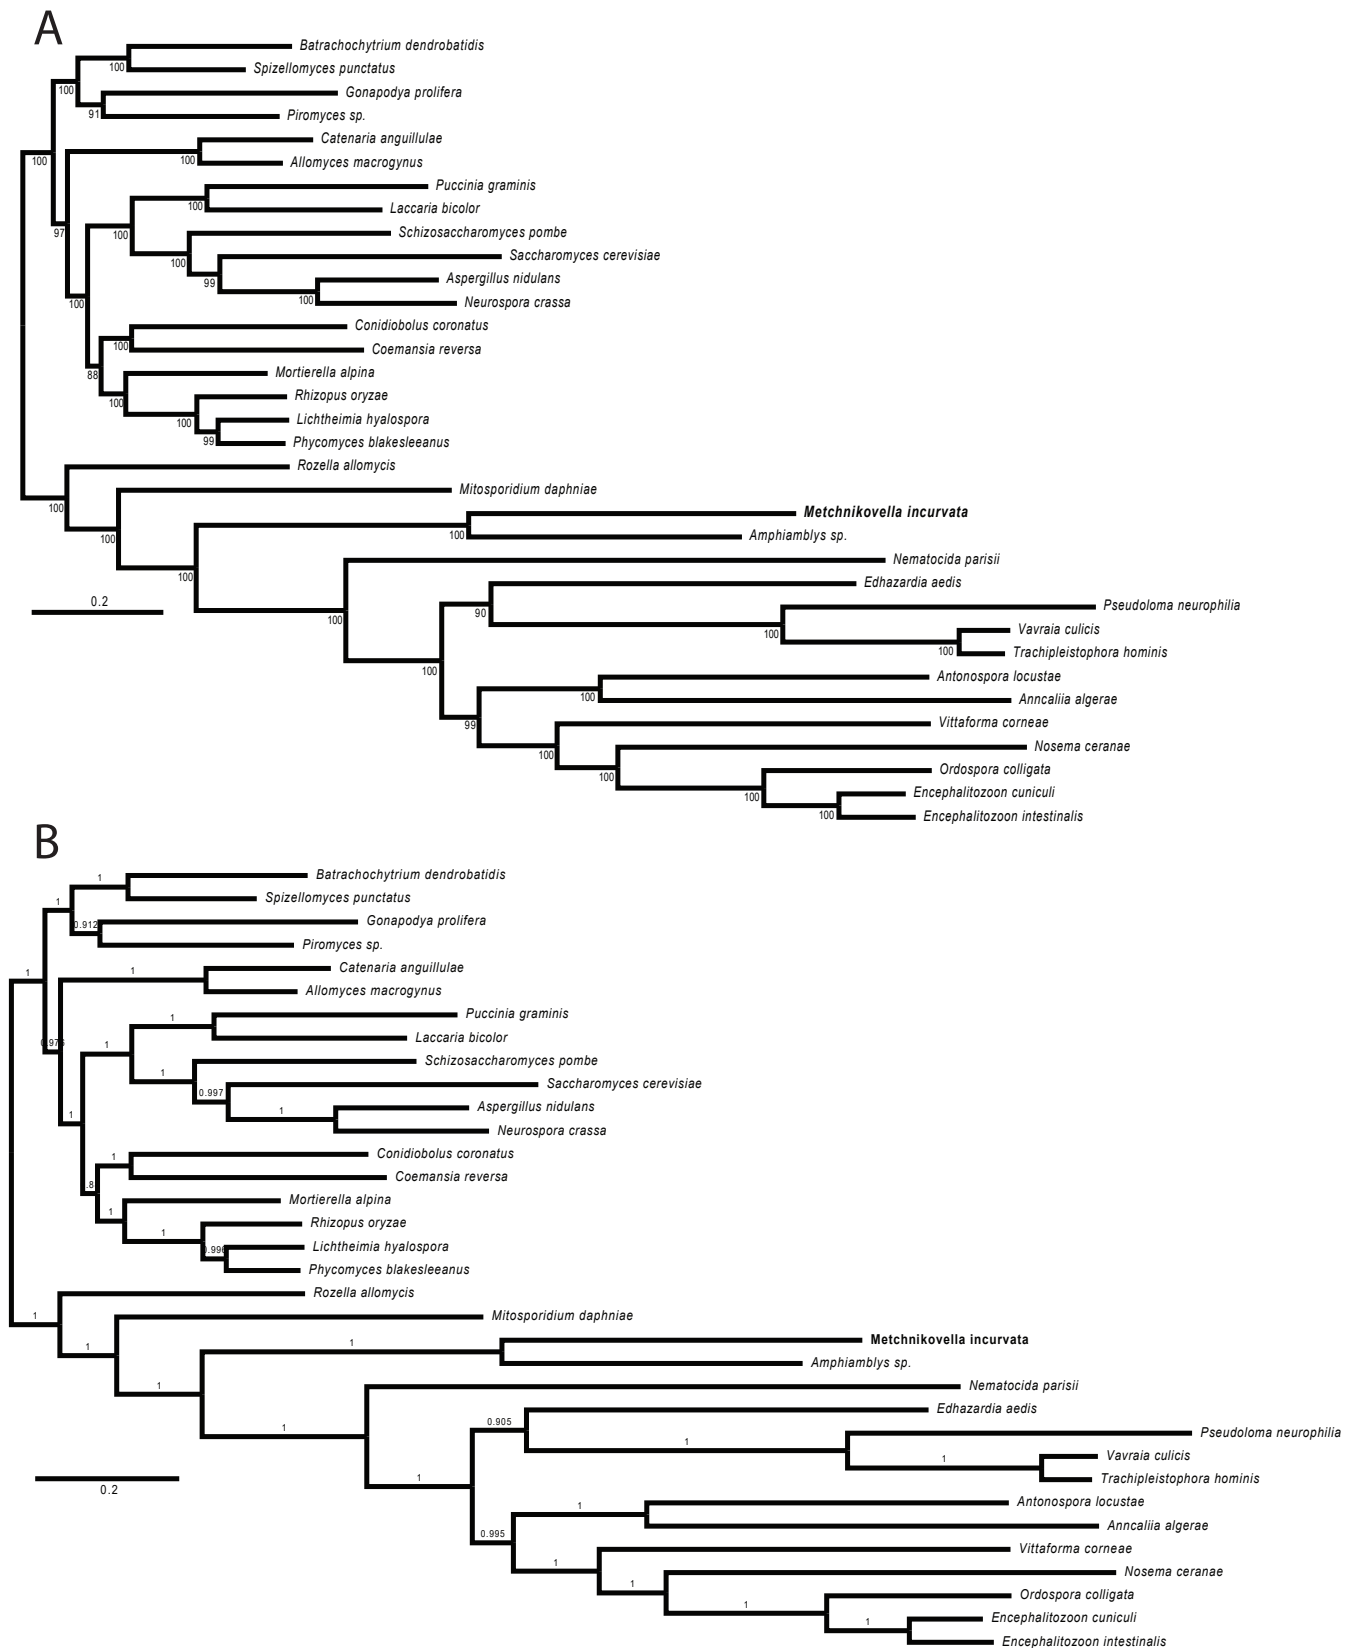 A
Batrachochytrium dendrobatidis
100
Spizellomyces punctatus
100
Gonapodya prolifera
91
Piromyces sp.
Catenaria anguillulae
100
100
Allomyces macrogynus
Puccinia graminis
100
Laccaria bicolor
97
100
Schizosaccharomyces pombe
100
Saccharomyces cerevisiae
99
Aspergillus nidulans
100
100
Neurospora crassa
Conidiobolus coronatus
100
Coemansia reversa
88
Mortierella alpina
100
Rhizopus oryzae
100
Lichtheimia hyalospora
99
Phycomyces blakesleeanus
Rozella allomycis
100
Mitosporidium daphniae
Metchnikovella incurvata
100
100
Amphiamblys sp.
Nematocida parisii
100
Edhazardia aedis
0.2
90
Pseudoloma neurophilia
100
100
Vavraia culicis
100
Trachipleistophora hominis
100
Antonospora locustae
100
Anncaliia algerae
99
Vittaforma corneae
100
Nosema ceranae
100
Ordospora colligata
100
Encephalitozoon cuniculi
100
Encephalitozoon intestinalis
B
1
Batrachochytrium dendrobatidis
1
Spizellomyces punctatus
0.912
Gonapodya prolifera
Piromyces sp.
1
1
Catenaria anguillulae
Allomyces macrogynus
1
Puccinia graminis
Laccaria bicolor
1
1
Schizosaccharomyces pombe
0.997
Saccharomyces cerevisiae
1
1
Aspergillus nidulans
Neurospora crassa
1
Conidiobolus coronatus
Coemansia reversa
.8
1
Mortierella alpina
1
Rhizopus oryzae
Lichtheimia hyalospora
Phycomyces blakesleeanus
Rozella allomycis
1
Mitosporidium daphniae
1
1
Metchnikovella incurvata
Amphiamblys sp.
1
Nematocida parisii
1
0.905
Edhazardia aedis
1
Pseudoloma neurophilia
1
Vavraia culicis
1
Trachipleistophora hominis
0.2
1
Antonospora locustae
Anncaliia algerae
0.995
1
Vittaforma corneae
1
Nosema ceranae
1
Ordospora colligata
1
Encephalitozoon cuniculi
Encephalitozoon intestinalis